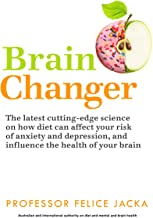 Brain
Changer
The latest cutting-edge science
on how diet can affect your risk
of anxiety and depression, and
influence the health of your brain
PROFESSOR FELICE JACKA
Australian and international authority on diet and mental and brain health